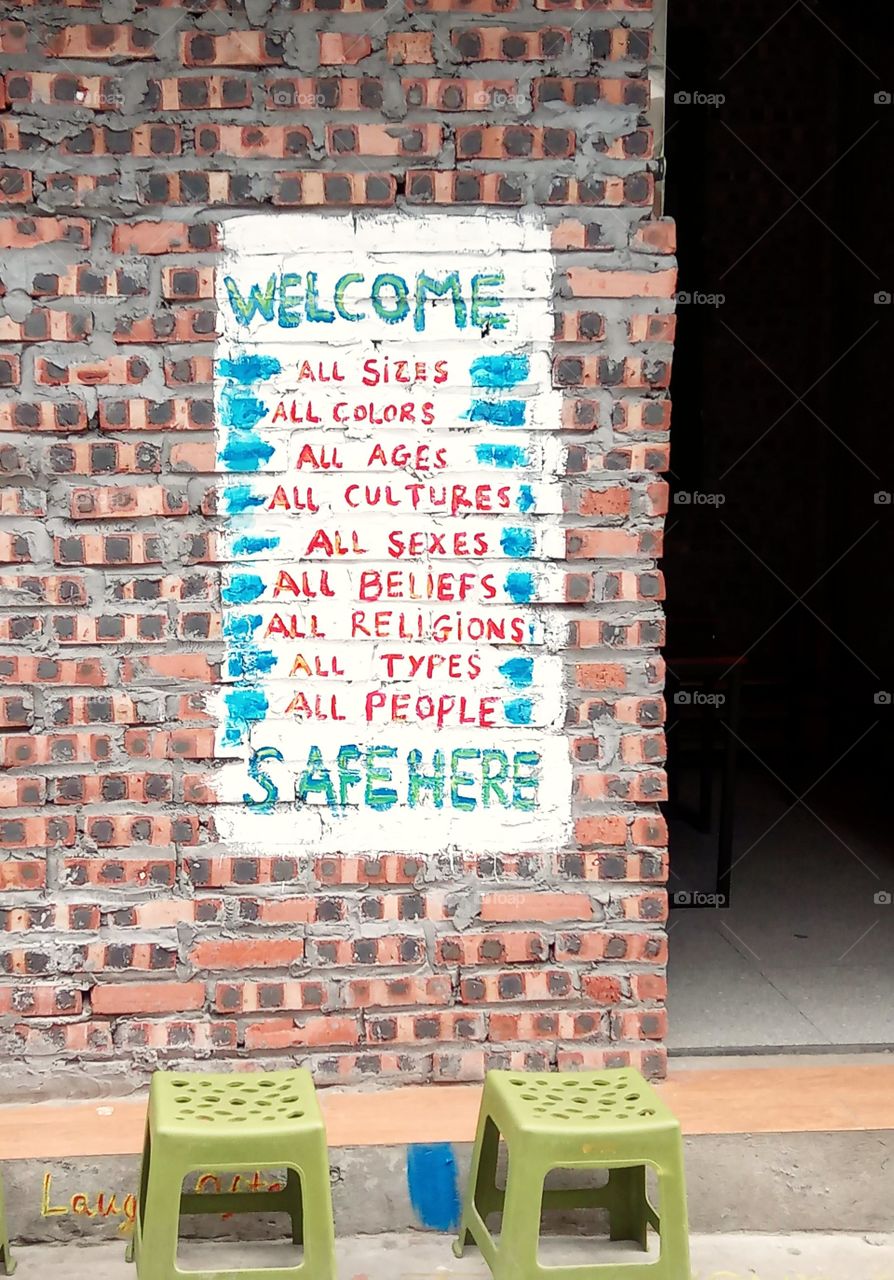 WELCOME
ALL SiZES
ALL COLORS
ALL AGES
ALL CULTURES
ALL SEXES
ALL BELiEFS
ALL RELiGiONS
ALL TYPES
ALL PEOPLE
SAFE HERE